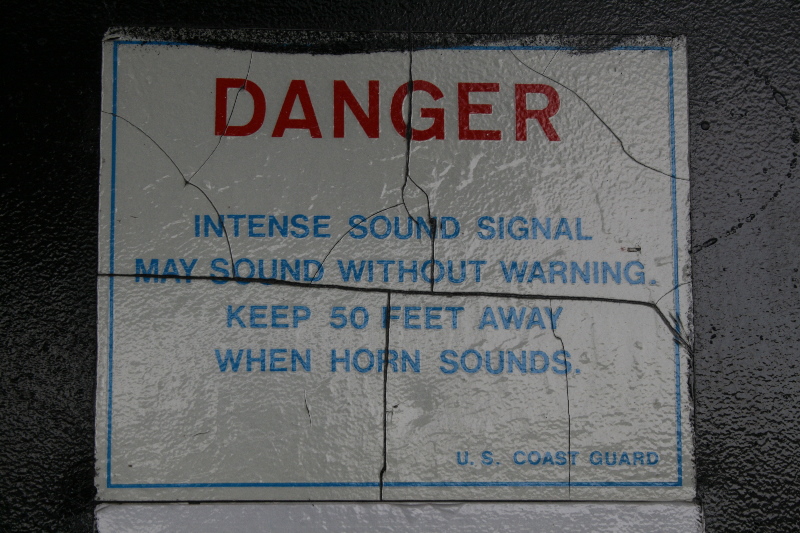 DANGER
INTENSE SOUND SIGNAL
MAY SOUND WITHOUT WARNING.
KEEP 50 FEET AWAY
WHEN HORN SOUNDS.
U. S. COAST GUARD